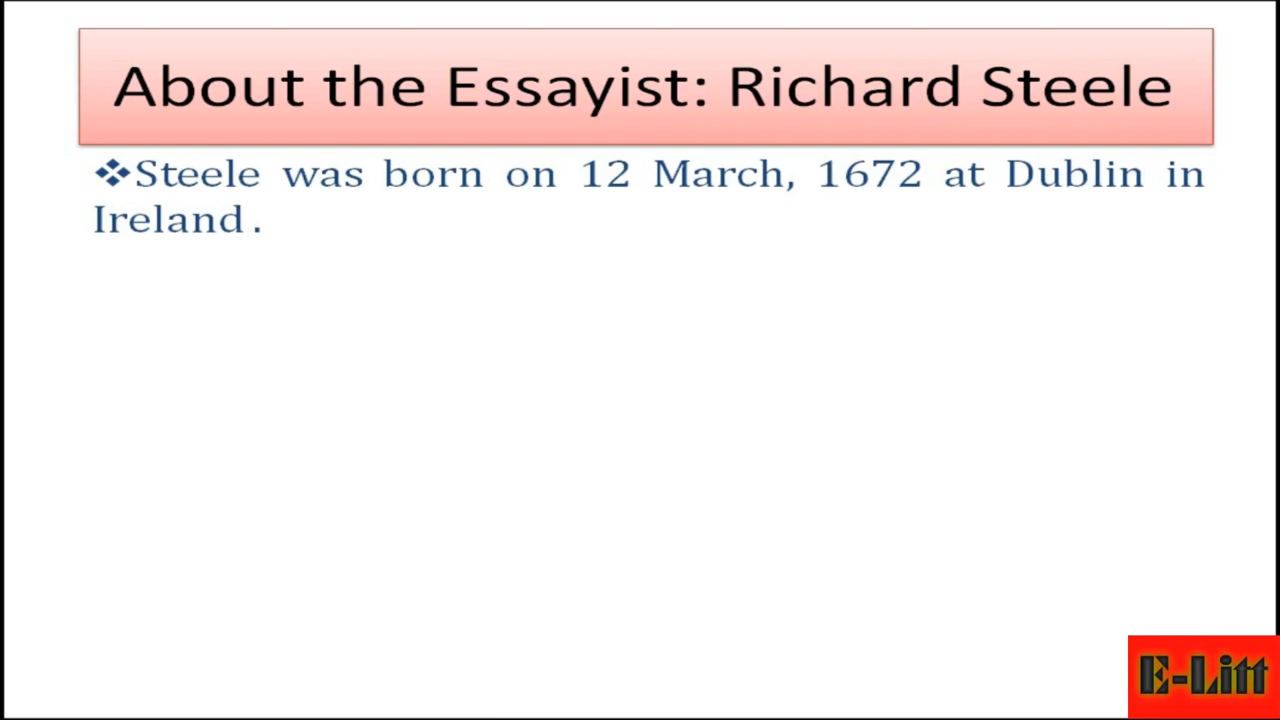 About the Essayist: Richard Steele
❖Steele was born on 12 March, 1672 at Dublin in
Ireland.
E-Litt